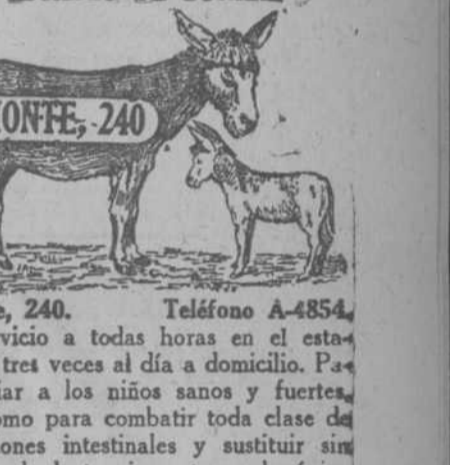 MONTE, 240
e, 240. Teléfono A-4854.
vicio a todas horas en el esta-
tres veces al día a domicilio. Pa-
iar a los niños sanos y fuertes,
omo para combatir toda clase de
ones intestinales y sustituir sin